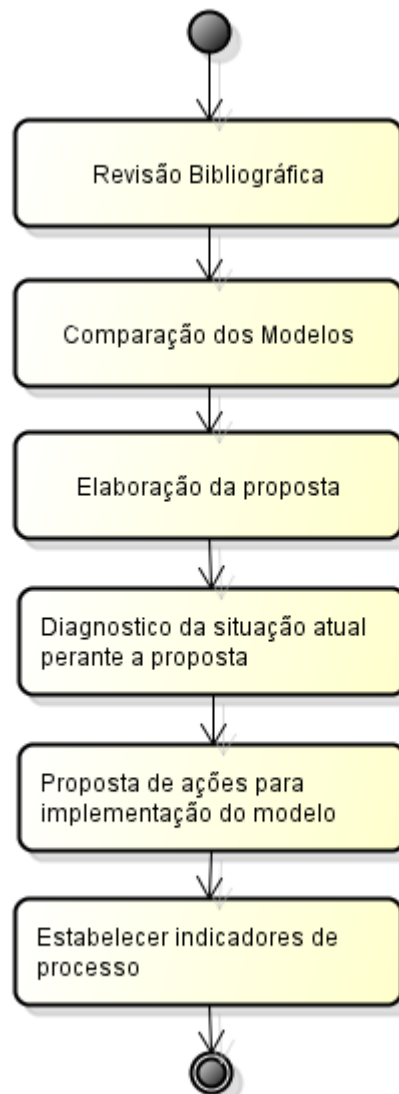 Revisão Bibliográfica
Comparação dos Modelos
Elaboração da proposta
Diagnostico da situação atual
perante a proposta
Proposta de ações para
implementação do modelo
Estabelecer indicadores de
processo